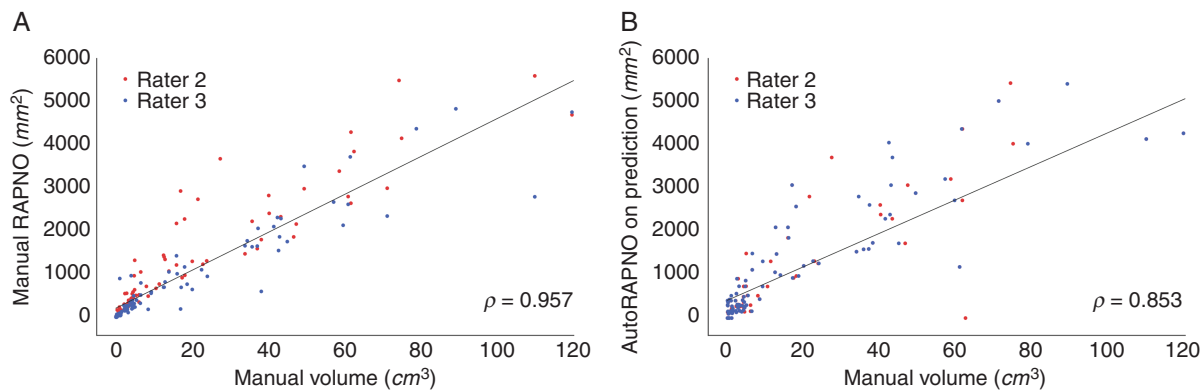 A
Manual RAPNO (mm²)
6000
5000
4000
3000
2000
1000
0
Rater 2
Rater 3
ρ = 0.957
0 20 40 60 80 100 120
Manual volume (cm³)
B
AutoRAPNO on prediction (mm²)
6000
5000
4000
3000
2000
1000
0
Rater 2
Rater 3
ρ = 0.853
0 20 40 60 80 100 120
Manual volume (cm³)